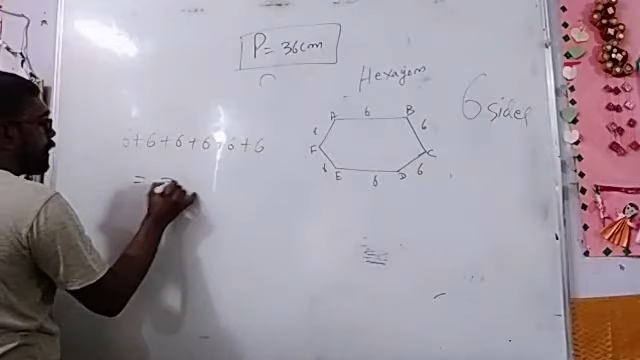 P = 36cm
Hexagon
6 sides
6+6+6+6+6+6
=
A 6 B
6 6
F C
6 6
E 6 D